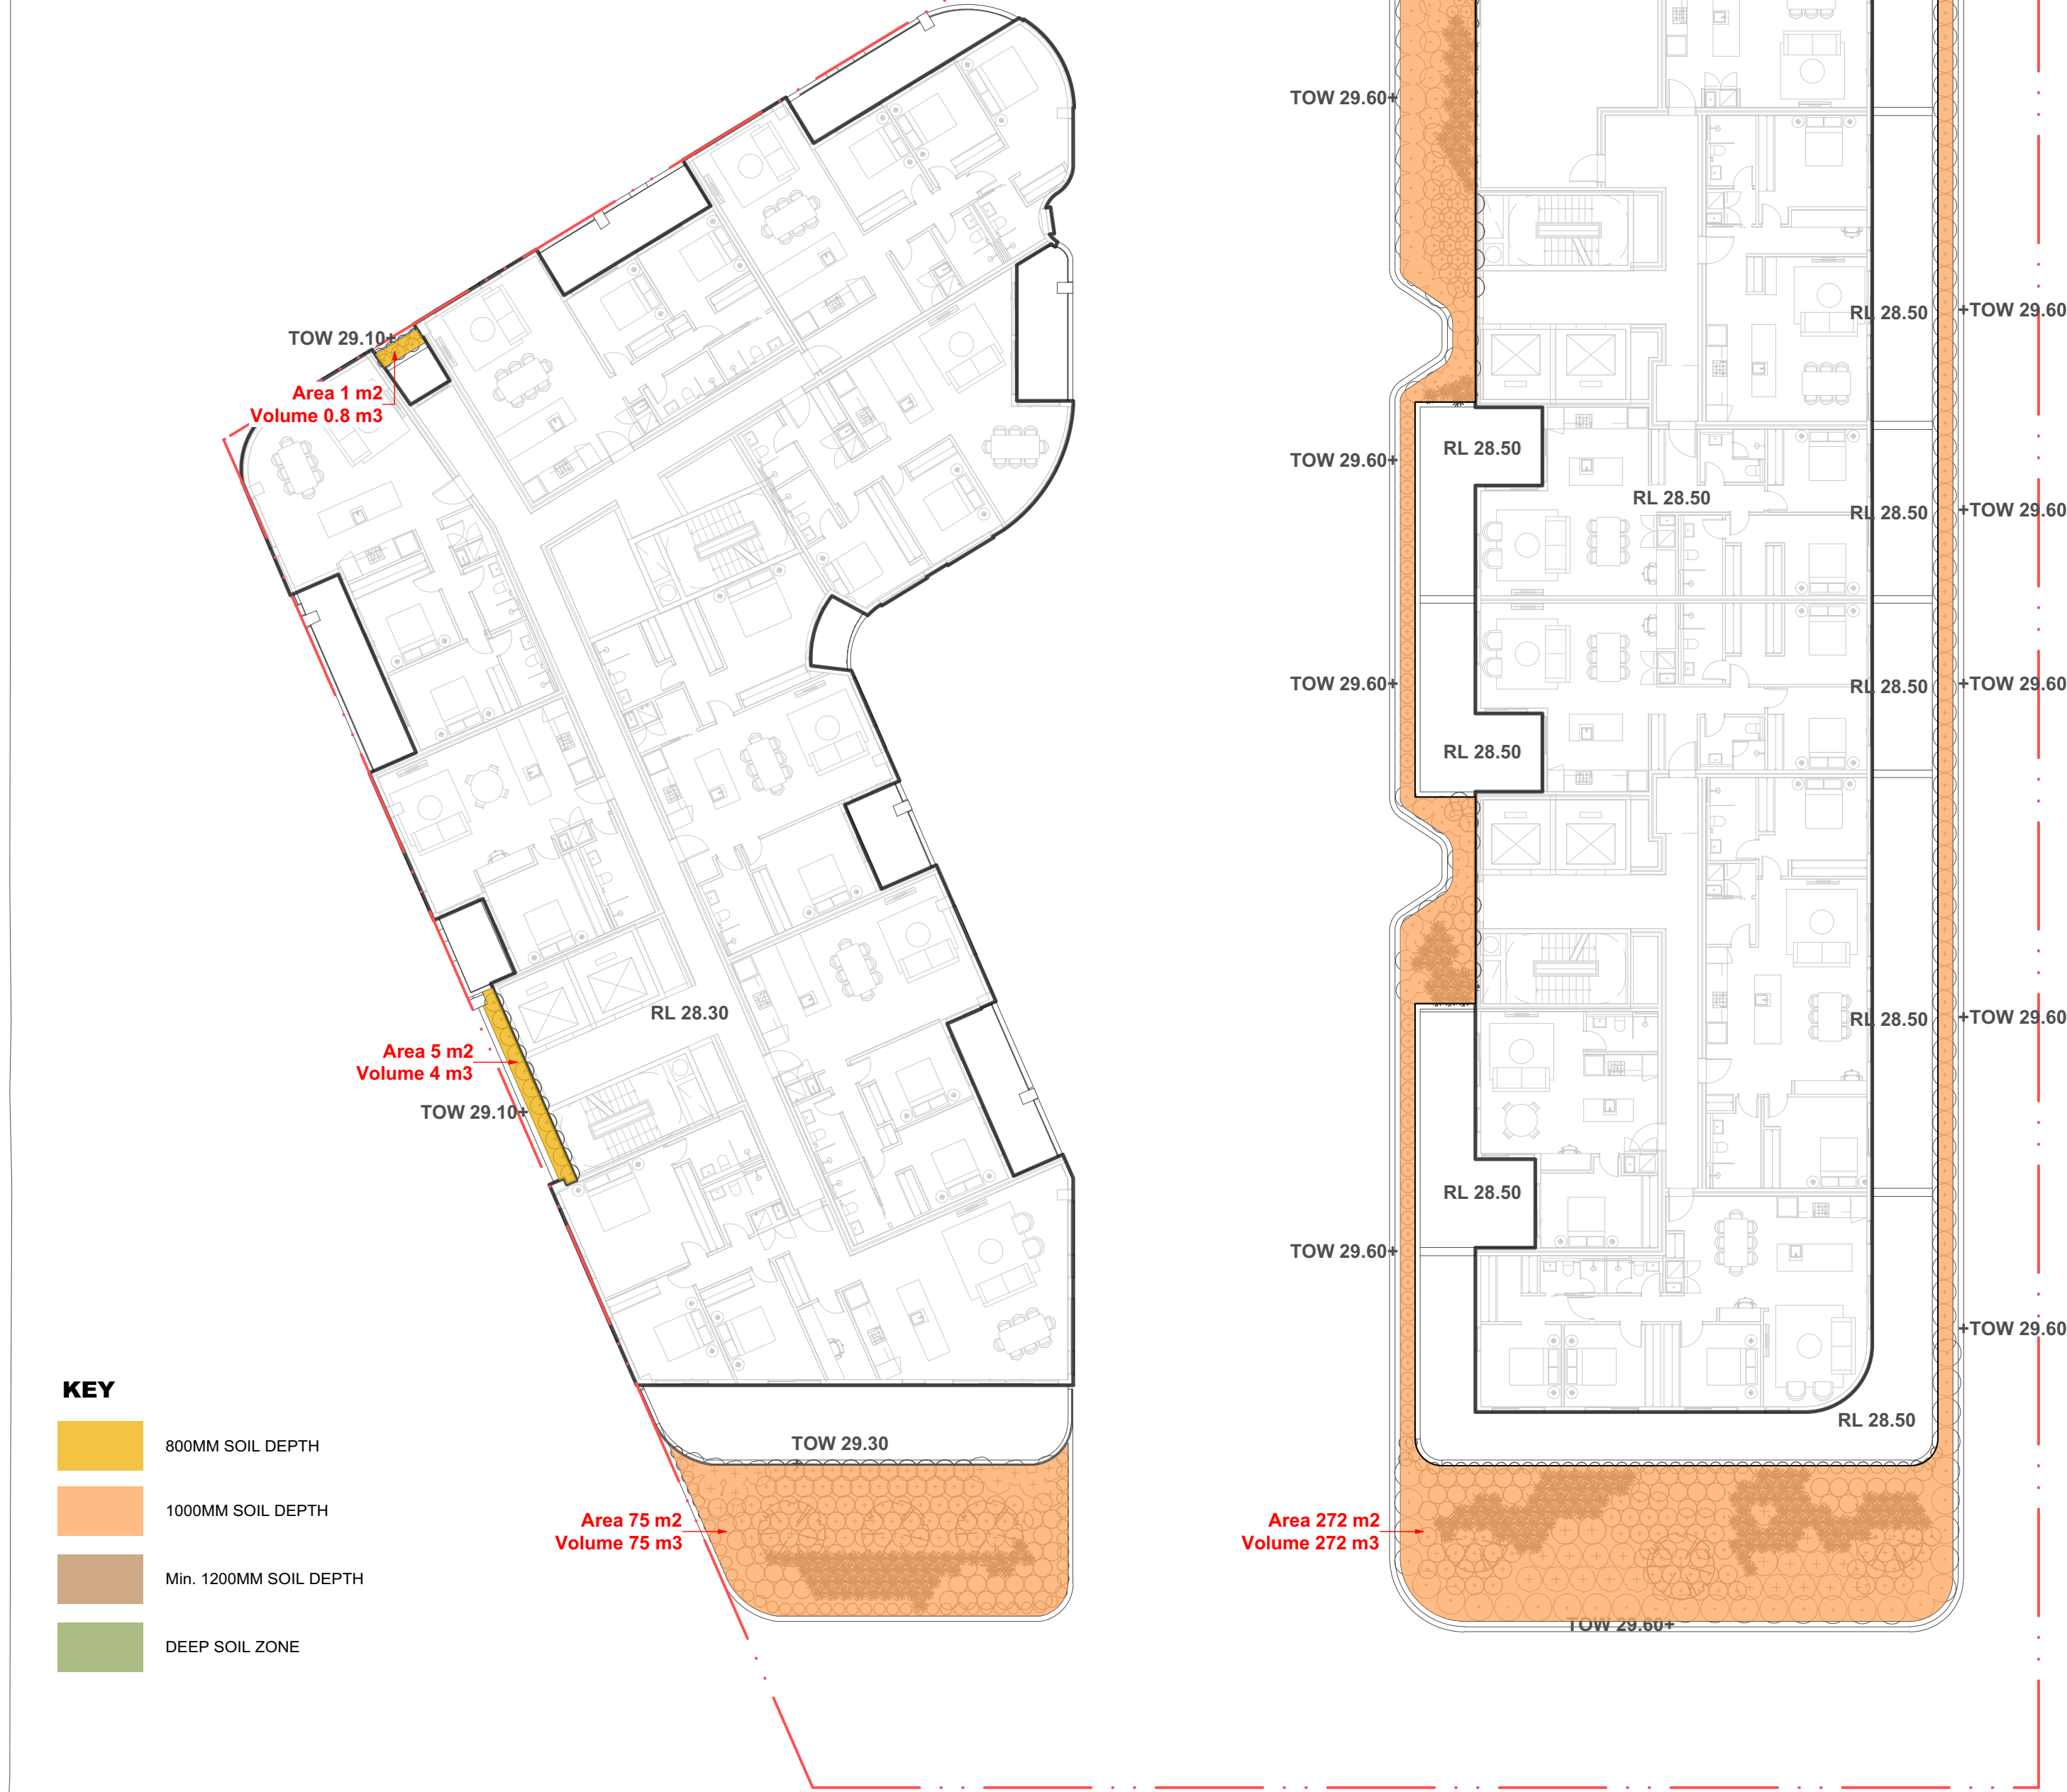 TOW 29.60+
TOW 29.10+
Area 1 m2
Volume 0.8 m3
RL 28.50
+TOW 29.60
TOW 29.60+
RL 28.50
RL 28.50
RL 28.50
+TOW 29.60
TOW 29.60+
RL 28.50
+TOW 29.60
RL 28.50
RL 28.30
RL 28.50
+TOW 29.60
Area 5 m2
Volume 4 m3
TOW 29.10+
RL 28.50
TOW 29.60+
+TOW 29.60
RL 28.50
TOW 29.30
Area 75 m2
Volume 75 m3
Area 272 m2
Volume 272 m3
TOW 29.60+
KEY
800MM SOIL DEPTH
1000MM SOIL DEPTH
Min. 1200MM SOIL DEPTH
DEEP SOIL ZONE